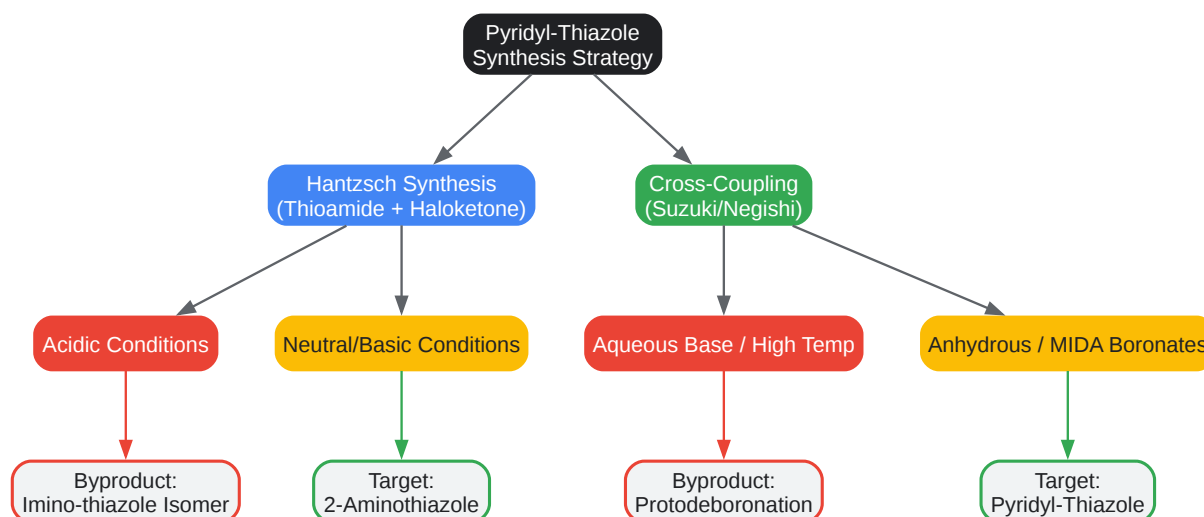 Pyridyl-Thiazole
Synthesis Strategy
Hantzsch Synthesis
(Thioamide + Haloketone)
Cross-Coupling
(Suzuki/Negishi)
Acidic Conditions
Neutral/Basic Conditions
Aqueous Base / High Temp
Anhydrous / MIDA Boronates
Byproduct:
Imino-thiazole Isomer
Target:
2-Aminothiazole
Byproduct:
Protodeboronation
Target:
Pyridyl-Thiazole